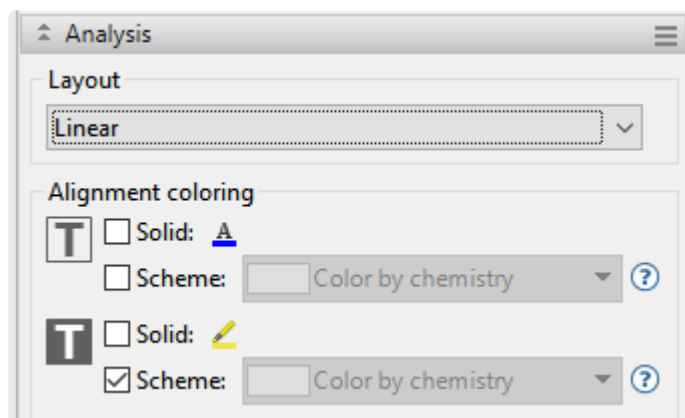 Analysis
Layout
Linear
Alignment coloring
T Solid: A
Scheme: Color by chemistry ?
T Solid:
Scheme: Color by chemistry ?